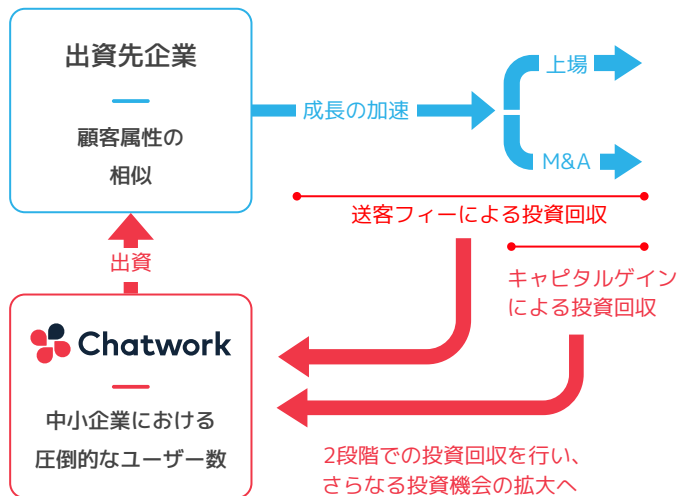 出資先企業
顧客属性の
相似
成長の加速
上場
M&A
送客フィーによる投資回収
キャピタルゲイン
による投資回収
出資
Chatwork
中小企業における
圧倒的なユーザー数
2段階での投資回収を行い、
さらなる投資機会の拡大へ